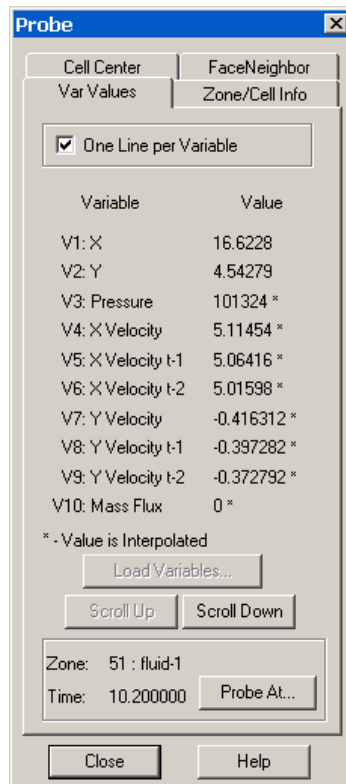 Probe
Cell Center FaceNeighbor
Var Values Zone/Cell Info
One Line per Variable
Variable Value
V1: X 16.6228
V2: Y 4.54279
V3: Pressure 101324 *
V4: X Velocity 5.11454 *
V5: X Velocity t-1 5.06416 *
V6: X Velocity t-2 5.01598 *
V7: Y Velocity -0.416312 *
V8: Y Velocity t-1 -0.397282 *
V9: Y Velocity t-2 -0.372792 *
V10: Mass Flux 0 *
* - Value is Interpolated
Load Variables...
Scroll Up Scroll Down
Zone: 51 : fluid-1
Time: 10.200000 Probe At...
Close Help